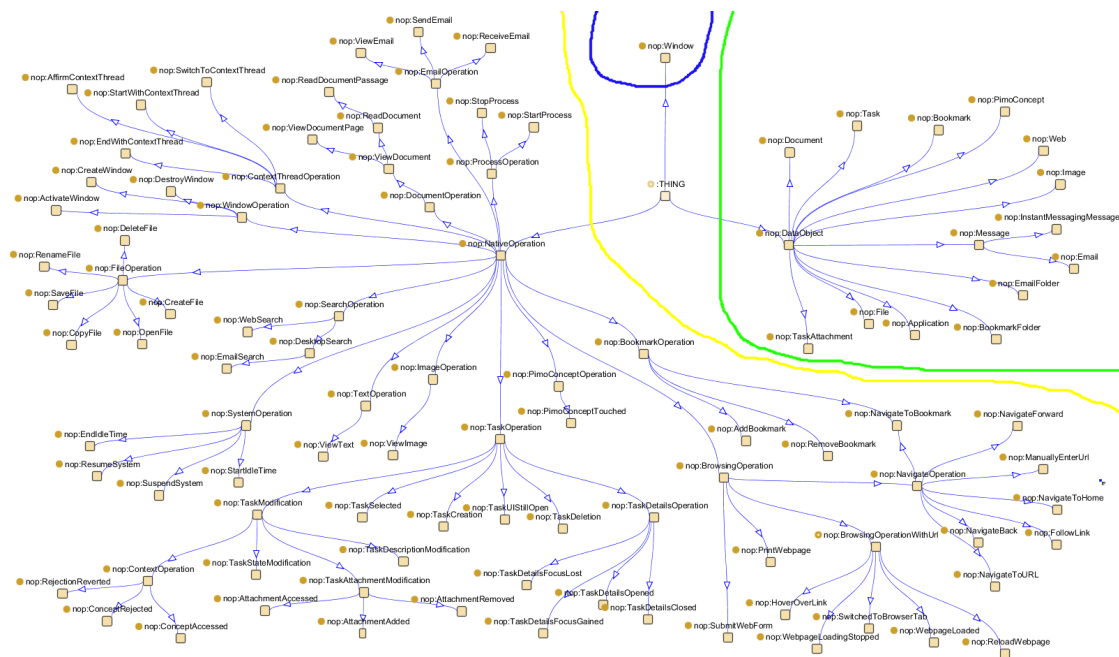 nop:SendEmail
nop:ViewEmail
nop:ReceiveEmail
nop:Window
nop:EmailOperation
nop:SwitchToContextThread
nop:AffirmContextThread
nop:ReadDocumentPassage
nop:StartWithContextThread
nop:StopProcess
nop:PimoConcept
nop:Task
nop:Bookmark
nop:ReadDocument
nop:StartProcess
nop:ViewDocumentPage
nop:Document
nop:Web
nop:EndWithContextThread
nop:ViewDocument
nop:ProcessOperation
nop:CreateWindow
nop:DestroyWindow
nop:ContextThreadOperation
:THING
nop:Image
nop:DocumentOperation
nop:ActivateWindow
nop:WindowOperation
nop:InstantMessagingMessage
nop:DeleteFile
nop:NativeOperation
nop:DataObject
nop:Message
nop:RenameFile
nop:FileOperation
nop:Email
nop:SaveFile
nop:CreateFile
nop:SearchOperation
nop:EmailFolder
nop:WebSearch
nop:File
nop:Application
nop:BookmarkFolder
nop:CopyFile
nop:OpenFile
nop:DesktopSearch
nop:BookmarkOperation
nop:TaskAttachment
nop:EmailSearch
nop:ImageOperation
nop:PimoConceptOperation
nop:TextOperation
nop:SystemOperation
nop:PimoConceptTouched
nop:NavigateToBookmark
nop:NavigateForward
nop:EndIdleTime
nop:TaskOperation
nop:AddBookmark
nop:ViewText
nop:ViewImage
nop:RemoveBookmark
nop:ManuallyEnterUrl
nop:ResumeSystem
nop:StartIdleTime
nop:BrowsingOperation
nop:NavigateOperation
nop:SuspendSystem
nop:NavigateToHome
nop:TaskModification
nop:TaskSelected
nop:TaskUIStillOpen
nop:TaskDetailsOperation
nop:TaskCreation
nop:TaskDeletion
nop:BrowsingOperationWithUrl
nop:NavigateBack
nop:FollowLink
nop:TaskDescriptionModification
nop:PrintWebpage
nop:ContextOperation
nop:TaskStateModification
nop:TaskDetailsFocusLost
nop:RejectionReverted
nop:TaskAttachmentModification
nop:NavigateToURL
nop:TaskDetailsOpened
nop:AttachmentAccessed
nop:AttachmentRemoved
nop:HoverOverLink
nop:ConceptRejected
nop:TaskDetailsClosed
nop:SwitchedToBrowserTab
nop:AttachmentAdded
nop:TaskDetailsFocusGained
nop:SubmitWebForm
nop:ConceptAccessed
nop:WebpageLoadingStopped
nop:WebpageLoaded
nop:ReloadWebpage